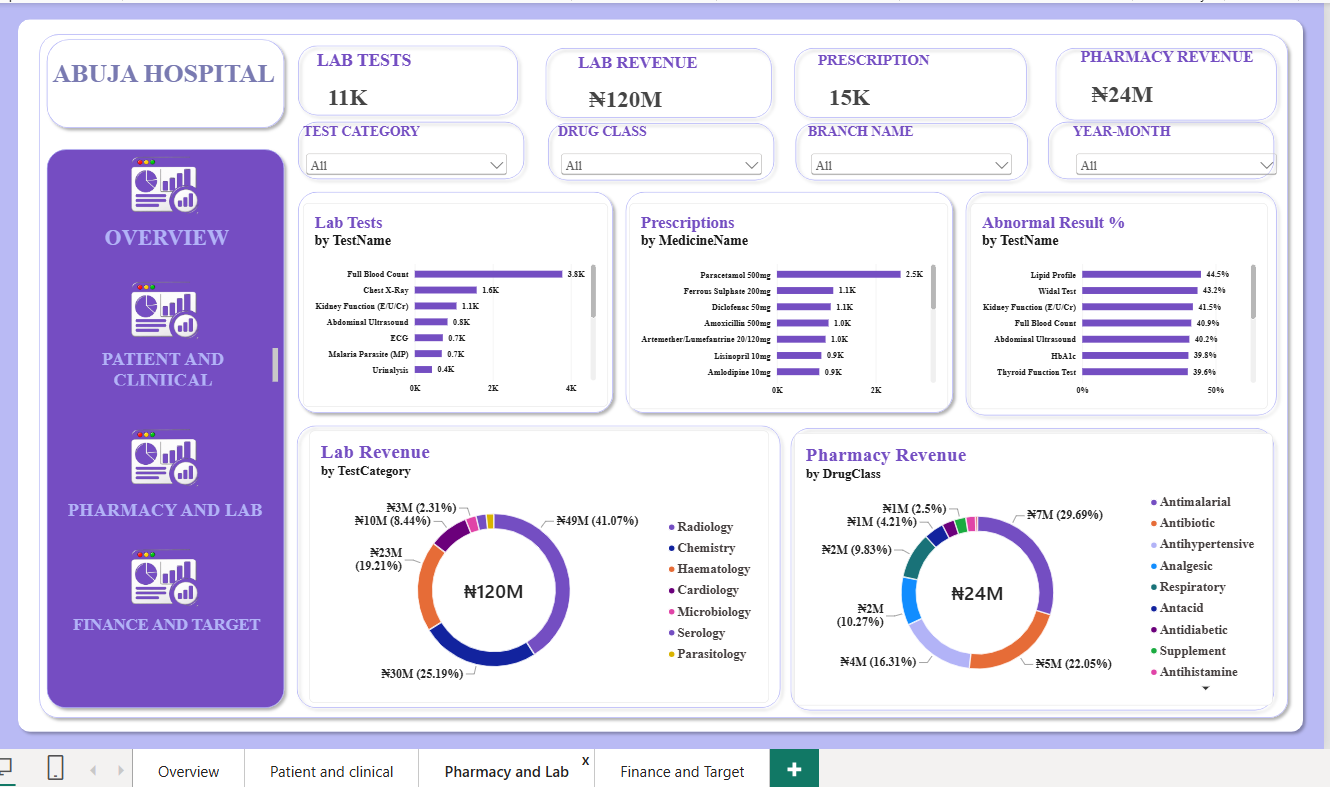 ABUJA HOSPITAL
LAB TESTS
11K
LAB REVENUE
₦120M
PRESCRIPTION
15K
PHARMACY REVENUE
₦24M
TEST CATEGORY
All
DRUG CLASS
All
BRANCH NAME
All
YEAR-MONTH
All
OVERVIEW
PATIENT AND
CLINIICAL
PHARMACY AND LAB
FINANCE AND TARGET
Lab Tests
by TestName
Full Blood Count 3.8K
Chest X-Ray 1.6K
Kidney Function (E/U/Cr) 1.1K
Abdominal Ultrasound 0.8K
ECG 0.7K
Malaria Parasite (MP) 0.7K
Urinalysis 0.4K
0K 2K 4K
Prescriptions
by MedicineName
Paracetamol 500mg 2.5K
Ferrous Sulphate 200mg 1.1K
Diclofenac 50mg 1.1K
Amoxicillin 500mg 1.0K
Artemether/Lumefantrine 20/120mg 1.0K
Lisinopril 10mg 0.9K
Amlodipine 10mg 0.9K
0K 2K
Abnormal Result %
by TestName
Lipid Profile 44.5%
Widal Test 43.2%
Kidney Function (E/U/Cr) 41.5%
Full Blood Count 40.9%
Abdominal Ultrasound 40.2%
HbA1c 39.8%
Thyroid Function Test 39.6%
0% 50%
Lab Revenue
by TestCategory
₦3M (2.31%)
₦10M (8.44%)
₦49M (41.07%)
₦23M
(19.21%)
₦120M
₦30M (25.19%)
Radiology
Chemistry
Haematology
Cardiology
Microbiology
Serology
Parasitology
Pharmacy Revenue
by DrugClass
₦1M (2.5%)
₦1M (4.21%)
₦7M (29.69%)
₦2M (9.83%)
₦24M
₦2M
(10.27%)
₦4M (16.31%)
₦5M (22.05%)
Antimalarial
Antibiotic
Antihypertensive
Analgesic
Respiratory
Antacid
Antidiabetic
Supplement
Antihistamine
Overview
Patient and clinical
Pharmacy and Lab
x
Finance and Target
+